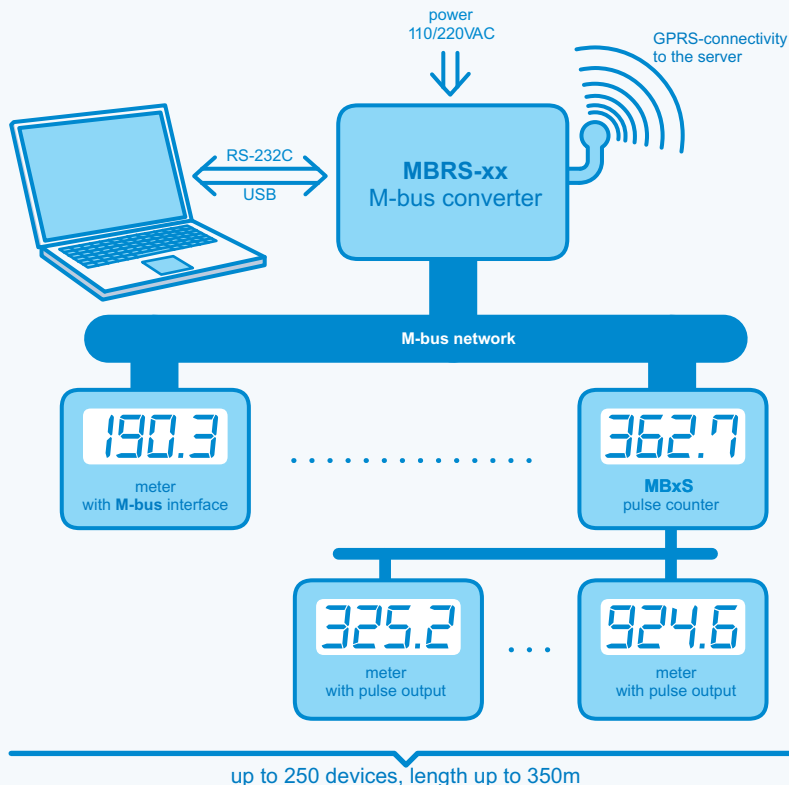 power
110/220VAC
GPRS-connectivity
to the server
RS-232C
USB
MBRS-xx
M-bus converter
M-bus network
190.3
meter
with M-bus interface
362.7
MBxS
pulse counter
325.2
meter
with pulse output
924.6
meter
with pulse output
up to 250 devices, length up to 350m